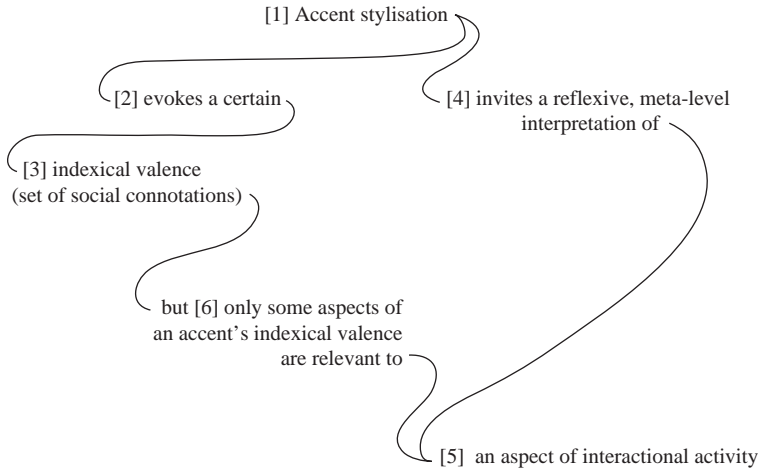 [1] Accent stylisation
[2] evokes a certain
[4] invites a reflexive, meta-level
interpretation of
[3] indexical valence
(set of social connotations)
but [6] only some aspects of
an accent’s indexical valence
are relevant to
[5] an aspect of interactional activity